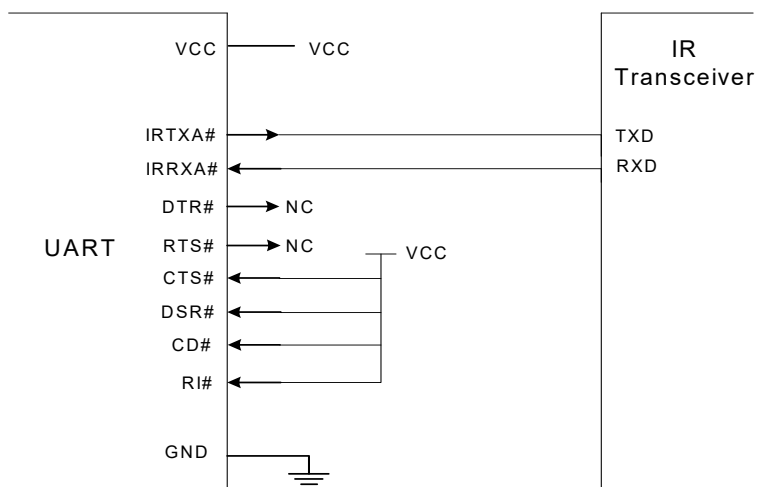 VCC VCC
IR
Transceiver
IRTXA# TXD
IRRXA# RXD
DTR# NC
UART
RTS# NC
VCC
CTS#
DSR#
CD#
RI#
GND